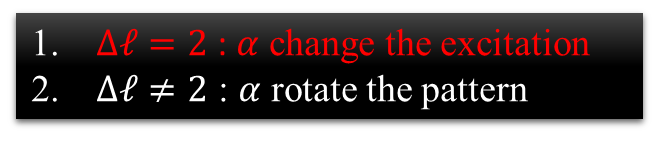 1. Δℓ = 2 : α change the excitation
2. Δℓ ≠ 2 : α rotate the pattern